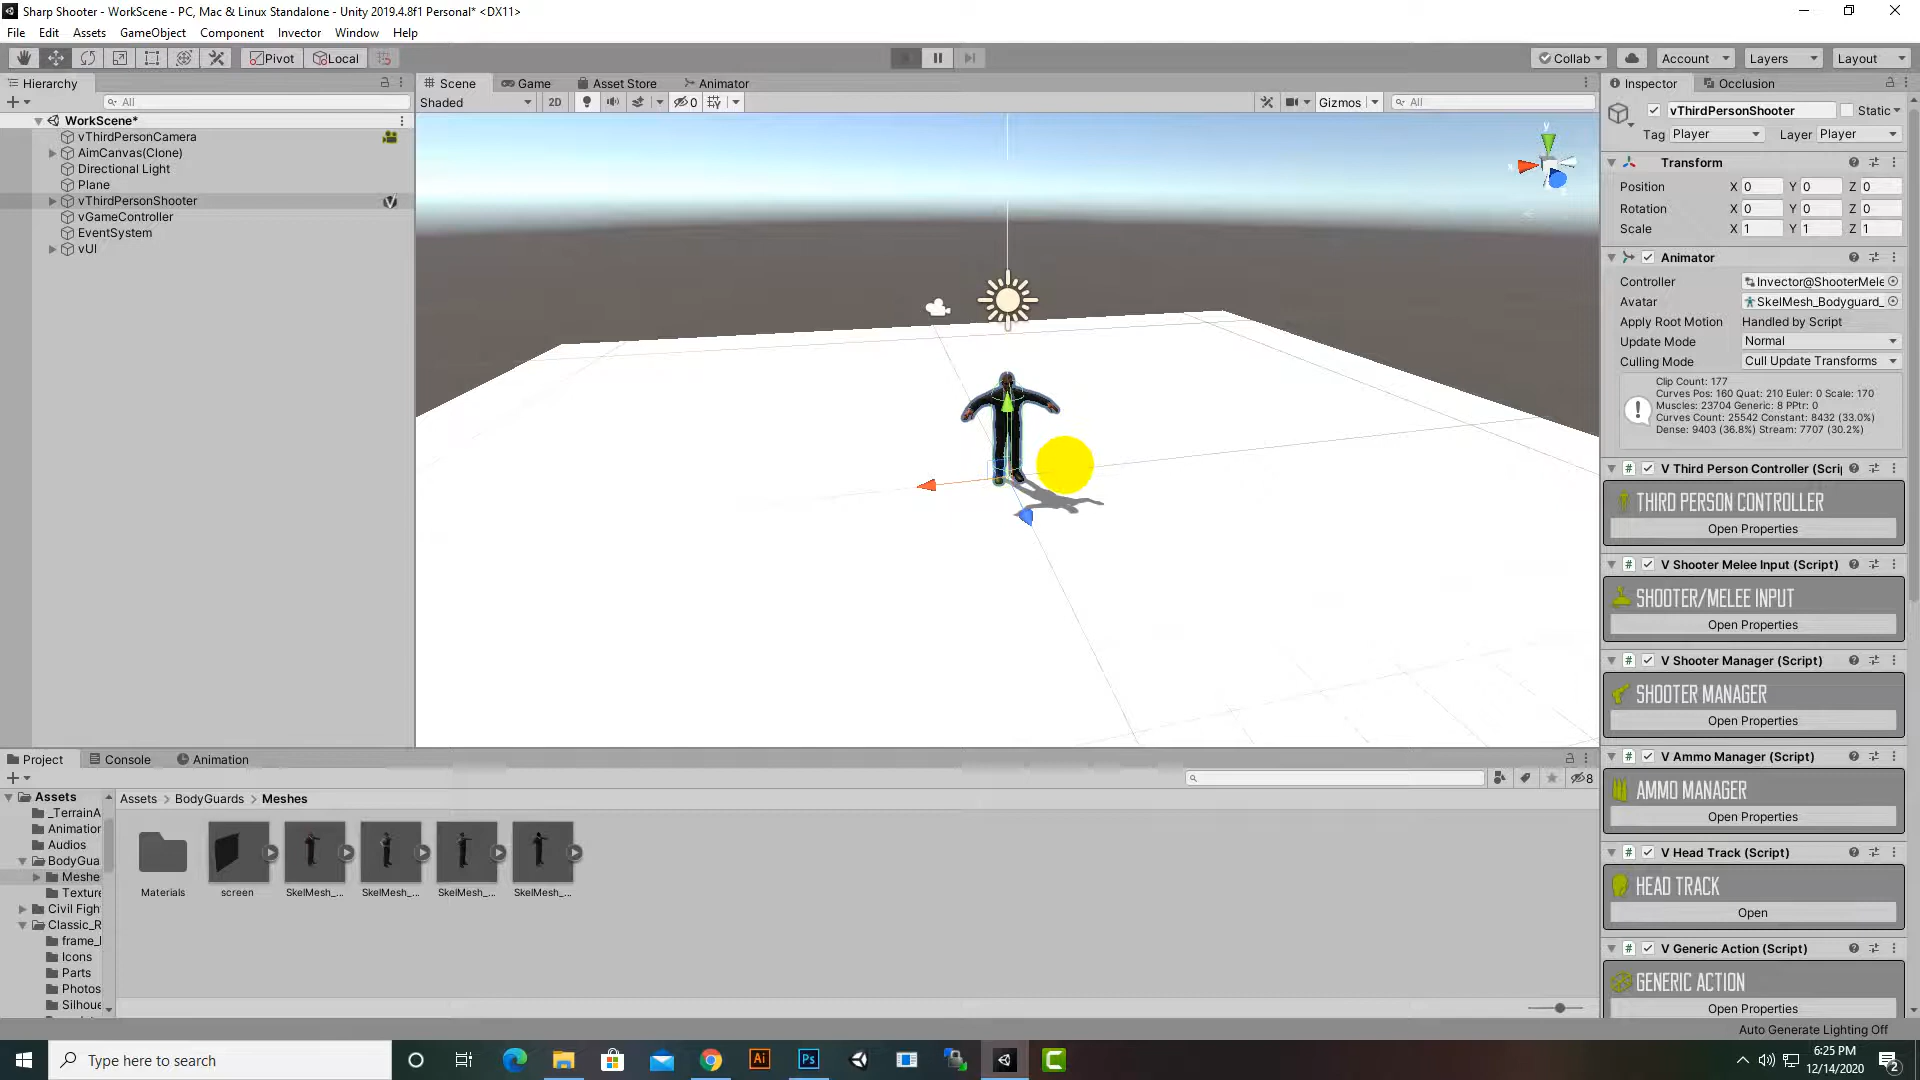 Sharp Shooter - WorkScene - PC, Mac & Linux Standalone - Unity 2019.4.8f1 Personal* <DX11>
File Edit Assets GameObject Component Invector Window Help
Pivot Local Collab Account Layers Layout
Hierarchy
All
WorkScene*
vThirdPersonCamera
AimCanvas(Clone)
Directional Light
Plane
vThirdPersonShooter
vGameController
EventSystem
vUI
Scene Game Asset Store Animator
Shaded 2D 0 Gizmos All
y
Inspector Occlusion
vThirdPersonShooter Static
Tag Player Layer Player
Transform
Position X 0 Y 0 Z 0
Rotation X 0 Y 0 Z 0
Scale X 1 Y 1 Z 1
Animator
Controller Invector@ShooterMele
Avatar SkelMesh_Bodyguard_
Apply Root Motion Handled by Script
Update Mode Normal
Culling Mode Cull Update Transforms
Clip Count: 177
Curves Pos: 160 Quat: 210 Euler: 0 Scale: 170
Muscles: 23704 Generic: 8 PPtr: 0
Curves Count: 25542 Constant: 8432 (33.0%)
Dense: 9403 (36.8%) Stream: 7707 (30.2%)
V Third Person Controller (Scri
THIRD PERSON CONTROLLER
Open Properties
V Shooter Melee Input (Script)
SHOOTER/MELEE INPUT
Open Properties
V Shooter Manager (Script)
SHOOTER MANAGER
Open Properties
V Ammo Manager (Script)
AMMO MANAGER
Open Properties
V Head Track (Script)
HEAD TRACK
Open
V Generic Action (Script)
GENERIC ACTION
Open Properties
Project Console Animation
8
Assets
_TerrainA
Animation
Audios
BodyGua
Meshe
Texture
Civil Figh
Classic_R
frame_
Icons
Parts
Photos
Silhoue
Assets > BodyGuards > Meshes
Materials screen SkelMesh_... SkelMesh_... SkelMesh_... SkelMesh_...
Auto Generate Lighting Off
Type here to search
Ai
Ps
6:25 PM
12/14/2020
2